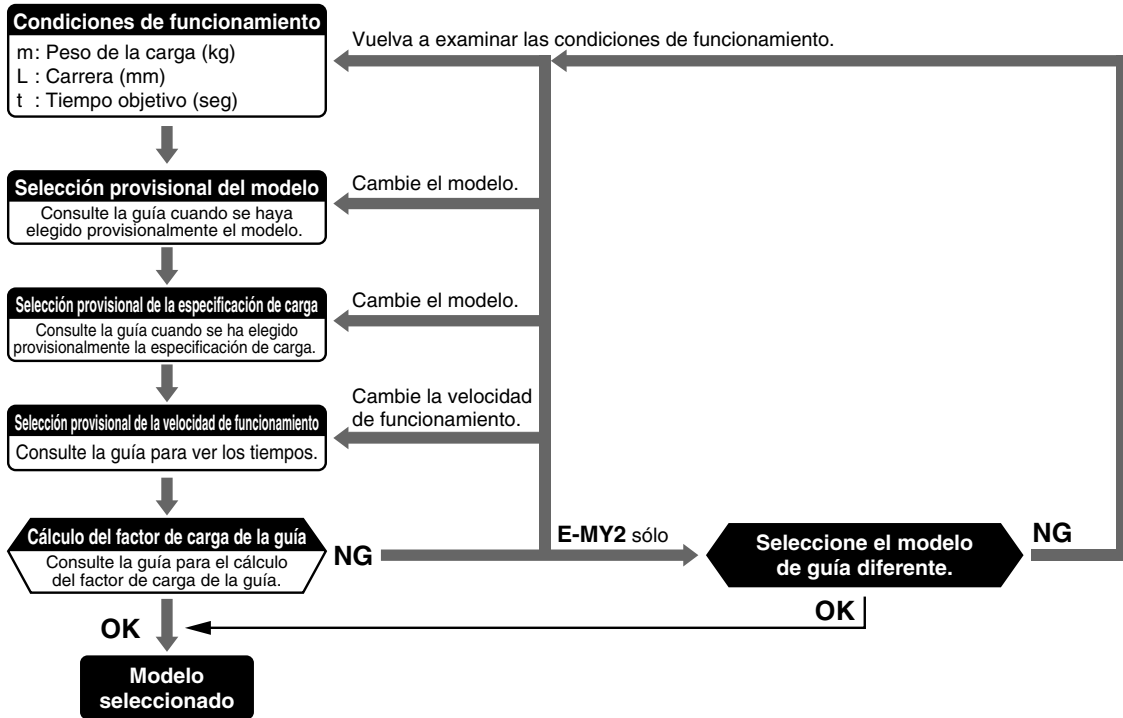 Condiciones de funcionamiento
m: Peso de la carga (kg)
L : Carrera (mm)
t : Tiempo objetivo (seg)
Vuelva a examinar las condiciones de funcionamiento.
Selección provisional del modelo
Consulte la guía cuando se haya
elegido provisionalmente el modelo.
Cambie el modelo.
Selección provisional de la especificación de carga
Consulte la guía cuando se ha elegido
provisionalmente la especificación de carga.
Cambie el modelo.
Selección provisional de la velocidad de funcionamiento
Consulte la guía para ver los tiempos.
Cambie la velocidad
de funcionamiento.
Cálculo del factor de carga de la guía
Consulte la guía para el cálculo
del factor de carga de la guía.
NG
E-MY2 sólo
Seleccione el modelo
de guía diferente.
NG
OK
OK
Modelo
seleccionado